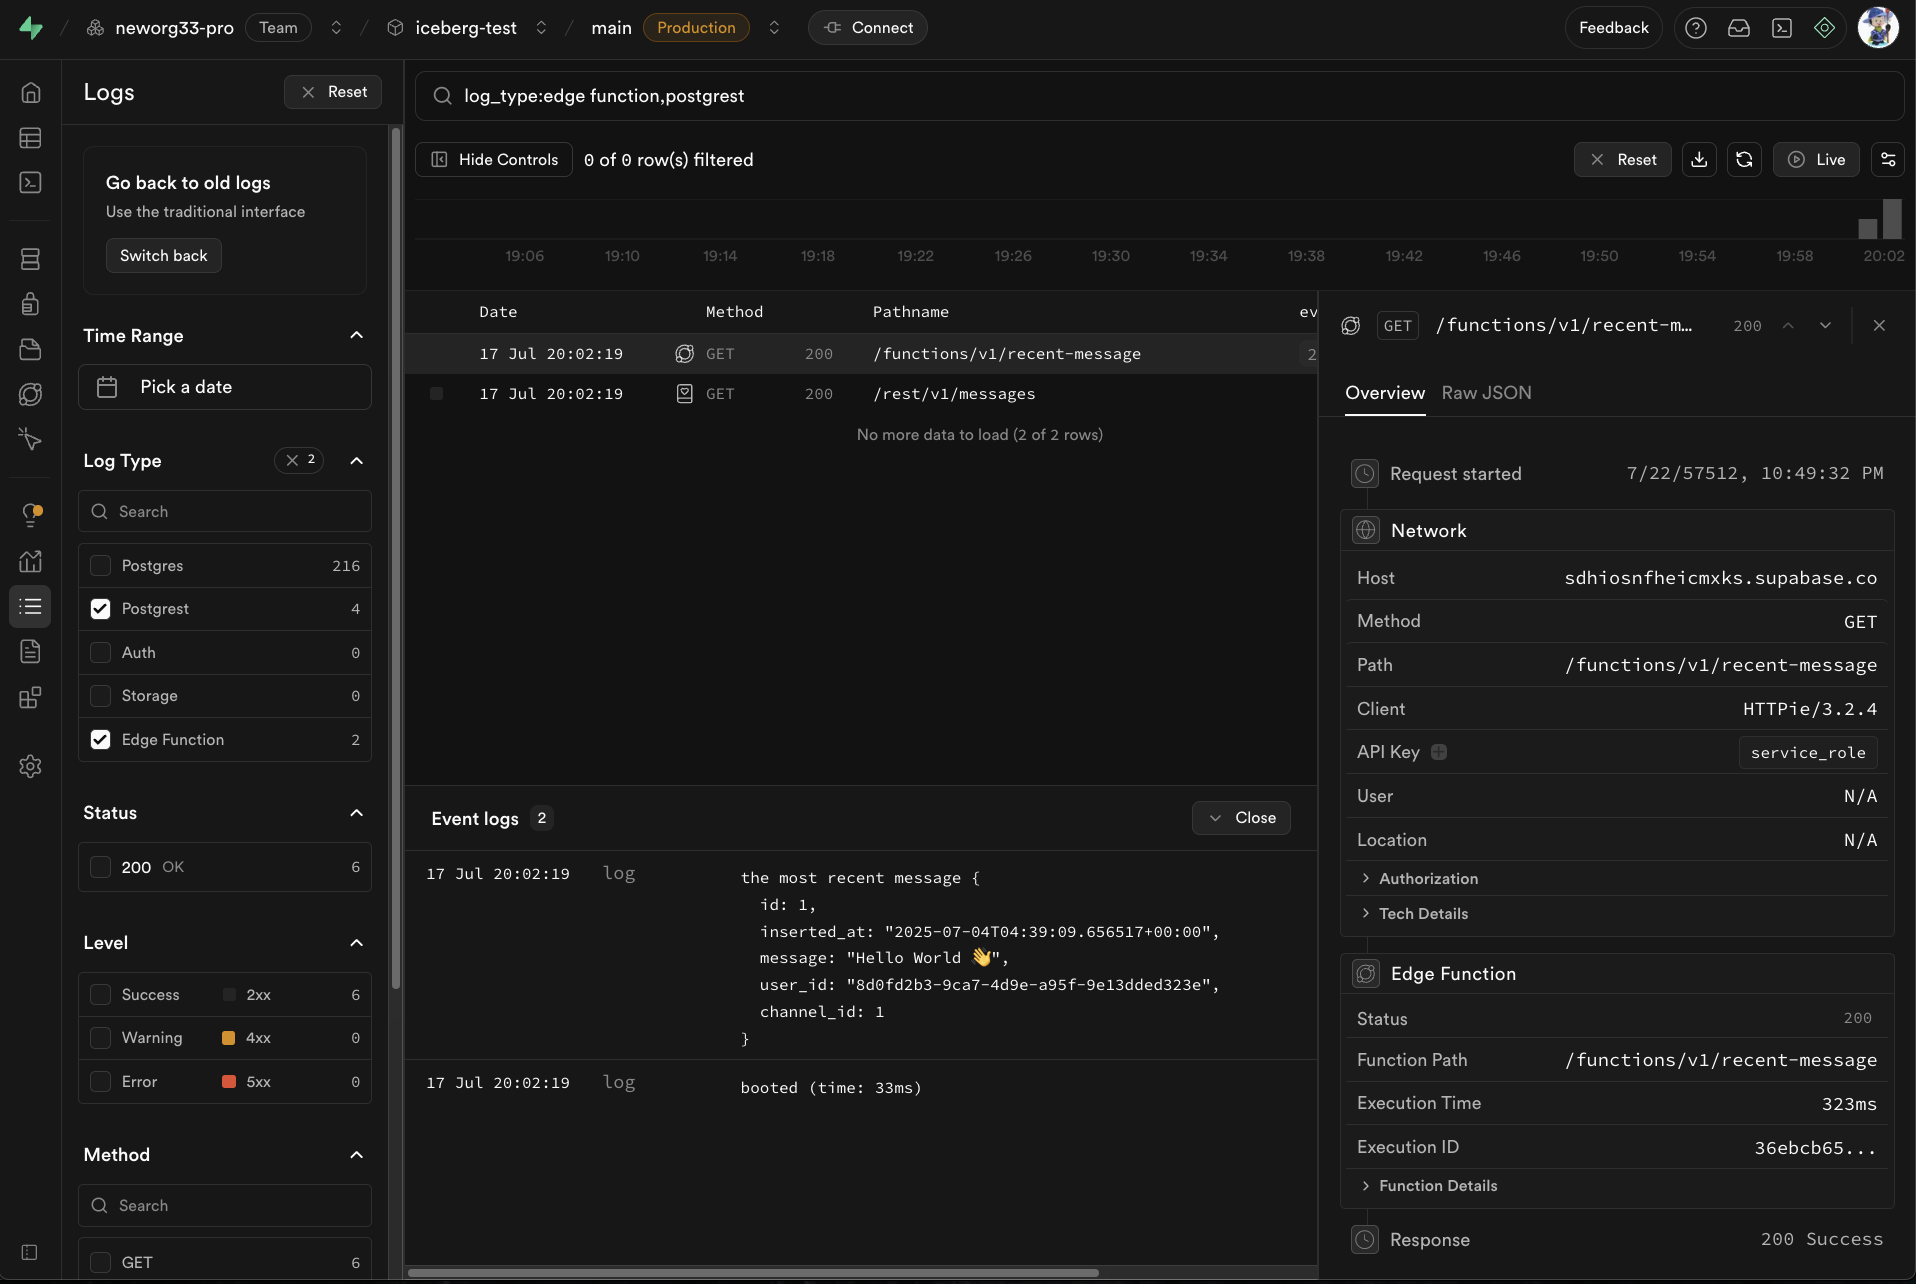 neworg33-pro Team iceberg-test main Production Connect Feedback
Logs
Reset
Go back to old logs
Use the traditional interface
Switch back
Time Range
Pick a date
Log Type 2
Search
Postgres 216
Postgrest 4
Auth 0
Storage 0
Edge Function 2
Status
200 OK 6
Level
Success 2xx 6
Warning 4xx 0
Error 5xx 0
Method
Search
GET 6
log_type:edge function,postgrest
Hide Controls 0 of 0 row(s) filtered Reset Live
19:06 19:10 19:14 19:18 19:22 19:26 19:30 19:34 19:38 19:42 19:46 19:50 19:54 19:58 20:02
Date Method Pathname ev
17 Jul 20:02:19 GET 200 /functions/v1/recent-message 2
17 Jul 20:02:19 GET 200 /rest/v1/messages
No more data to load (2 of 2 rows)
Event logs 2 Close
17 Jul 20:02:19 log the most recent message {
id: 1,
inserted_at: "2025-07-04T04:39:09.656517+00:00",
message: "Hello World 👋",
user_id: "8d0fd2b3-9ca7-4d9e-a95f-9e13dded323e",
channel_id: 1
}
17 Jul 20:02:19 log booted (time: 33ms)
GET /functions/v1/recent-m… 200
Overview Raw JSON
Request started 7/22/57512, 10:49:32 PM
Network
Host sdhiosnfheicmxks.supabase.co
Method GET
Path /functions/v1/recent-message
Client HTTPie/3.2.4
API Key service_role
User N/A
Location N/A
Authorization
Tech Details
Edge Function
Status 200
Function Path /functions/v1/recent-message
Execution Time 323ms
Execution ID 36ebcb65...
Function Details
Response 200 Success